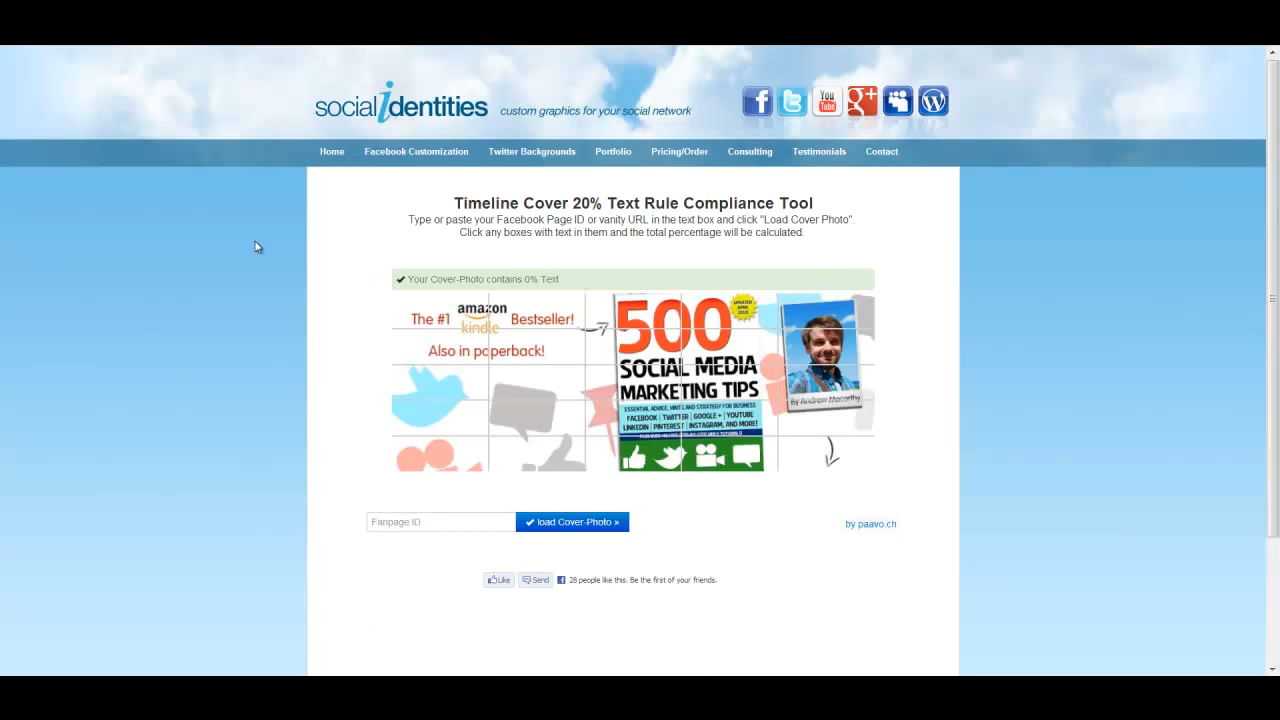 socialidentities custom graphics for your social network
f t You Tube g+ W
Home Facebook Customization Twitter Backgrounds Portfolio Pricing/Order Consulting Testimonials Contact
Timeline Cover 20% Text Rule Compliance Tool
Type or paste your Facebook Page ID or vanity URL in the text box and click "Load Cover Photo".
Click any boxes with text in them and the total percentage will be calculated.
Your Cover-Photo contains 0% Text
The #1 amazon kindle Bestseller!
Also in paperback!
500
SOCIAL MEDIA
MARKETING TIPS
ESSENTIAL ADVICE, HINTS AND STRATEGY FOR BUSINESS
FACEBOOK | TWITTER | GOOGLE + | YOUTUBE
LINKEDIN | PINTEREST | INSTAGRAM, AND MORE!
by Andrew Macarthy
Fanpage ID
load Cover-Photo »
by paavo.ch
Like Send f 28 people like this. Be the first of your friends.